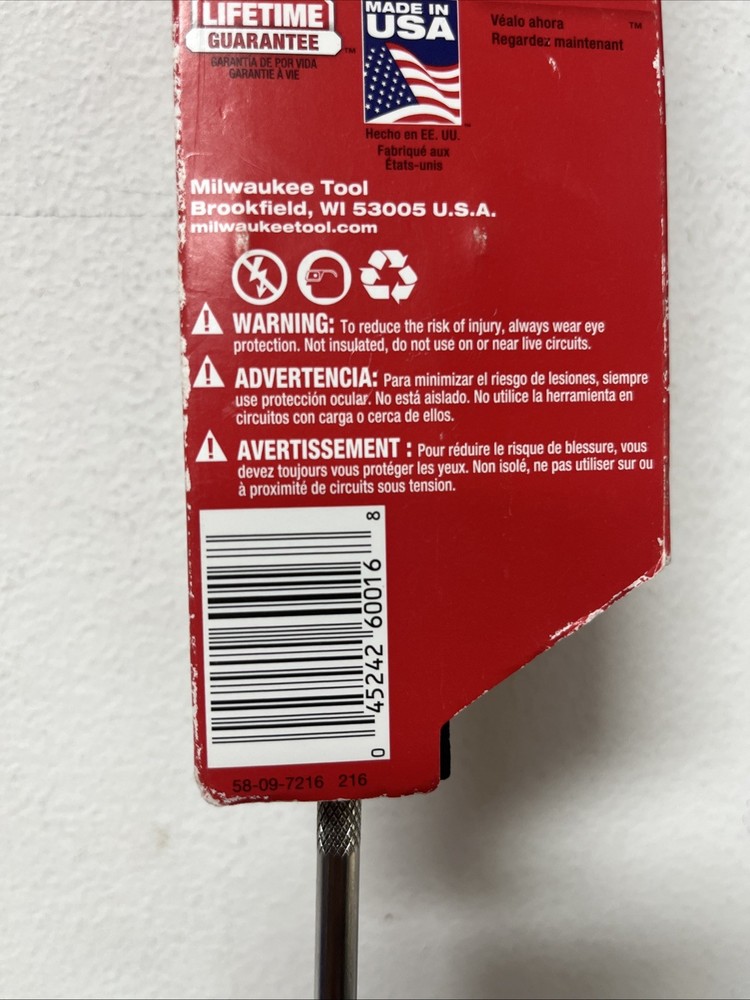 LIFETIME
GUARANTEE™
GARANTÍA DE POR VIDA
GARANTIE À VIE
MADE IN
USA
Hecho en EE. UU.
Fabriqué aux
États-unis
Véalo ahora
Regardez maintenant
™
Milwaukee Tool
Brookfield, WI 53005 U.S.A.
milwaukeetool.com
WARNING: To reduce the risk of injury, always wear eye
protection. Not insulated, do not use on or near live circuits.
ADVERTENCIA: Para minimizar el riesgo de lesiones, siempre
use protección ocular. No está aislado. No utilice la herramienta en
circuitos con carga o cerca de ellos.
AVERTISSEMENT : Pour réduire le risque de blessure, vous
devez toujours vous protéger les yeux. Non isolé, ne pas utiliser sur ou
à proximité de circuits sous tension.
0 45242 60016 8
58-09-7216 216